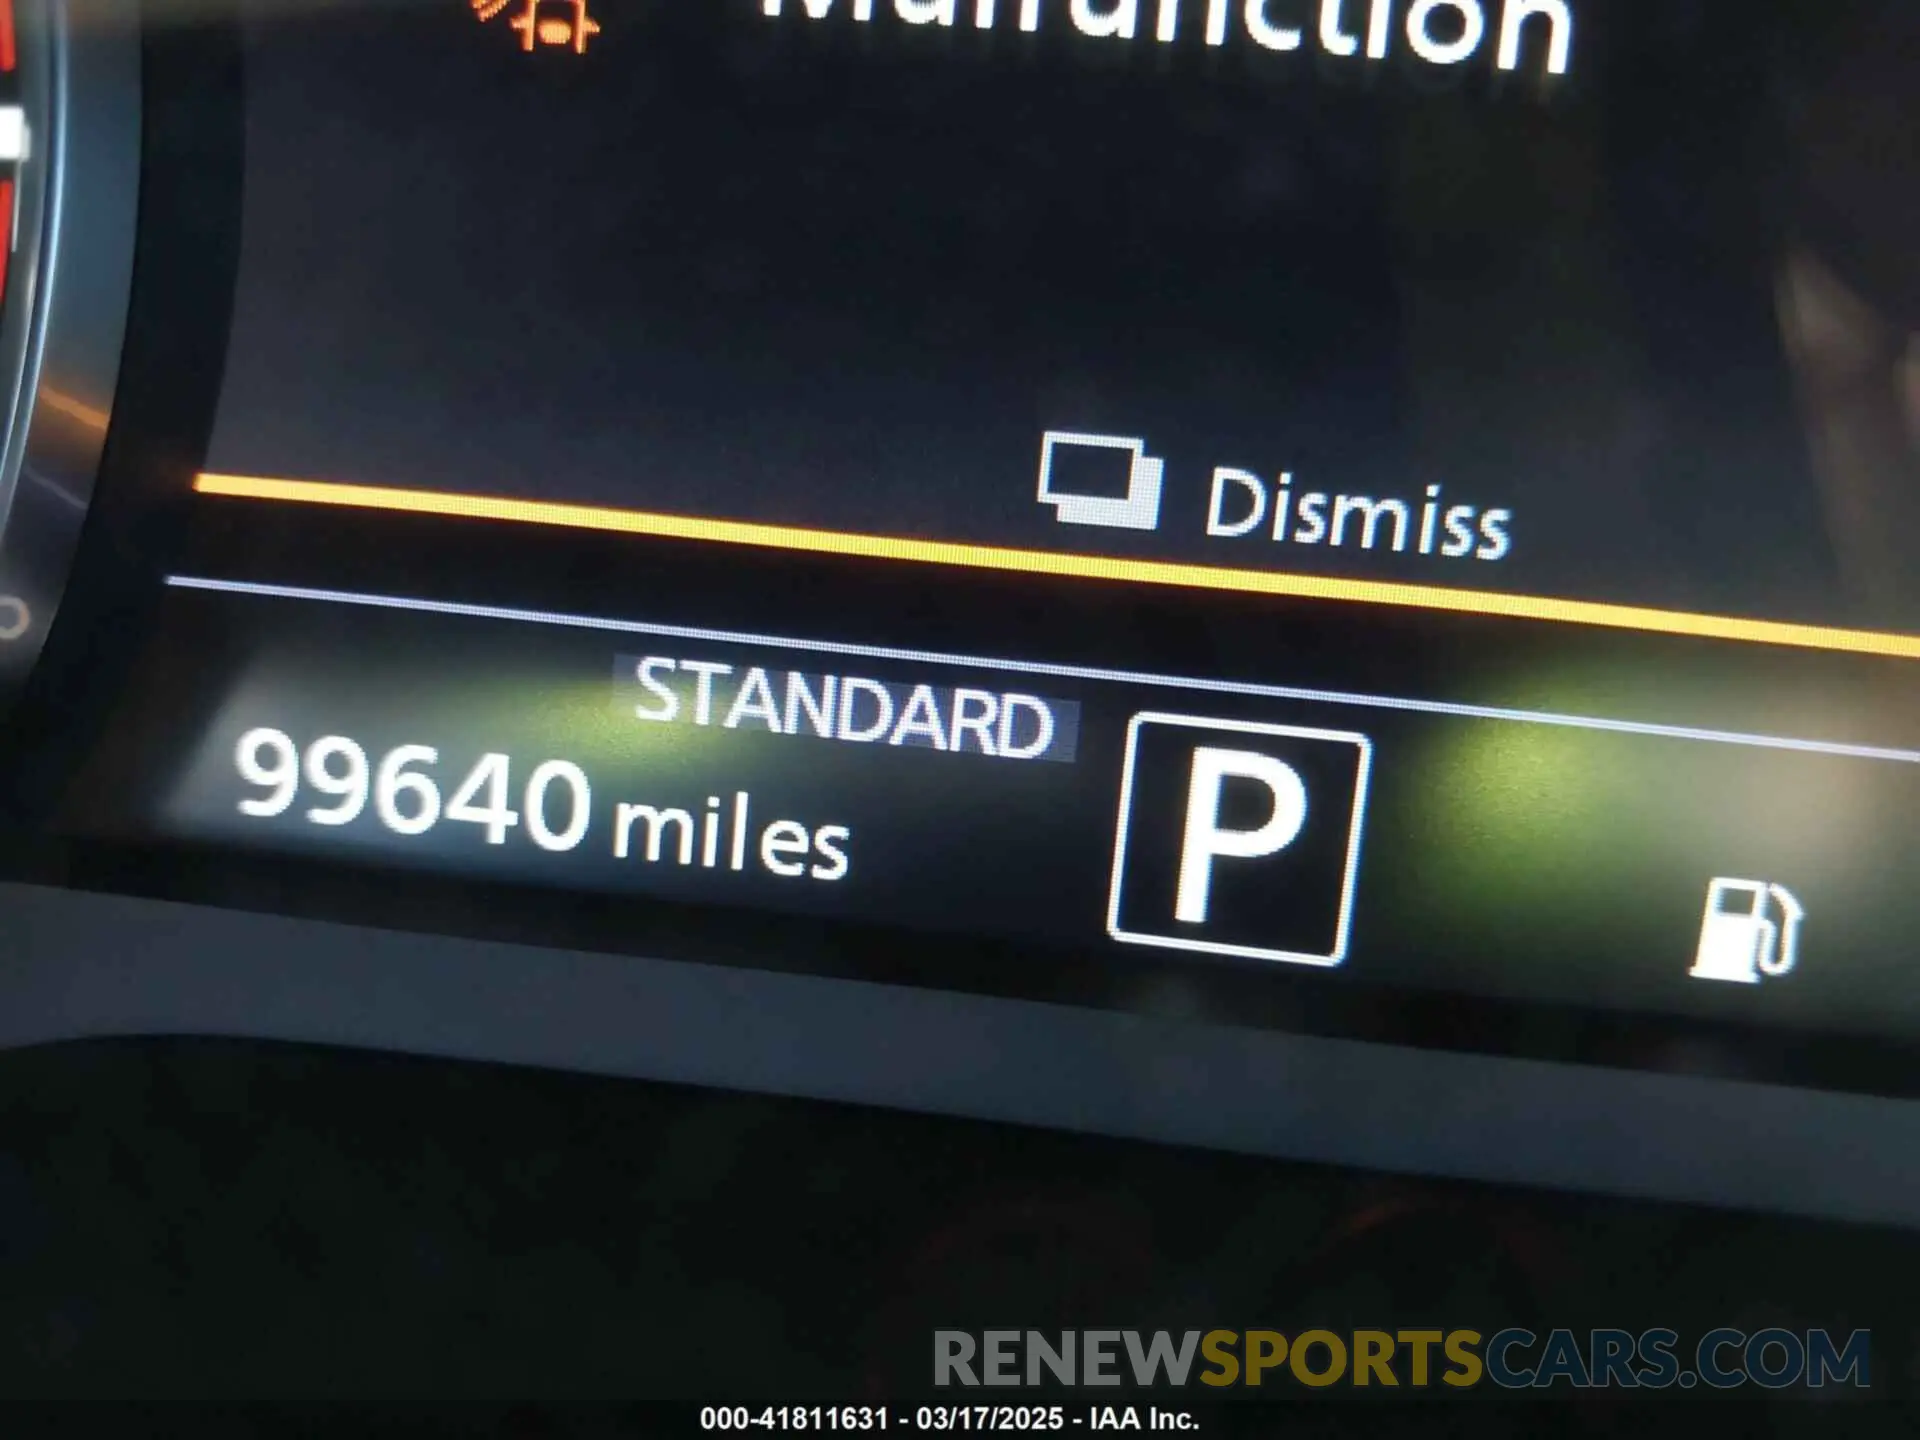 Malfunction
Dismiss
STANDARD
99640 miles
P
RENEWSPORTSCARS.COM
000-41811631 - 03/17/2025 - IAA Inc.